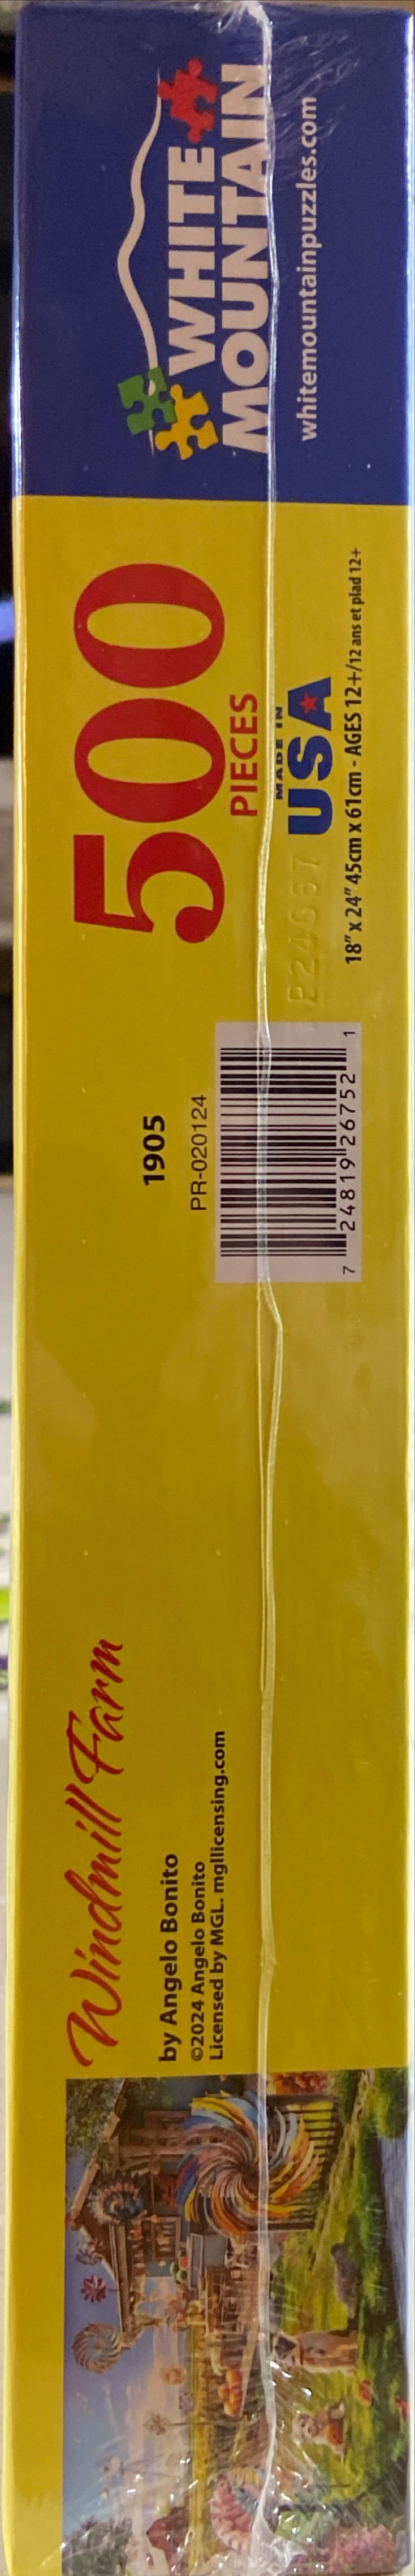 Windmill Farm
by Angelo Bonito
©2024 Angelo Bonito
Licensed by MGL. mgllicensing.com
1905
PR-020124
7 24819 26752 1
500
PIECES
MADE IN
USA
18” x 24” 45cm x 61cm - AGES 12+/12 ans et plad 12+
WHITE
MOUNTAIN
whitemountainpuzzles.com